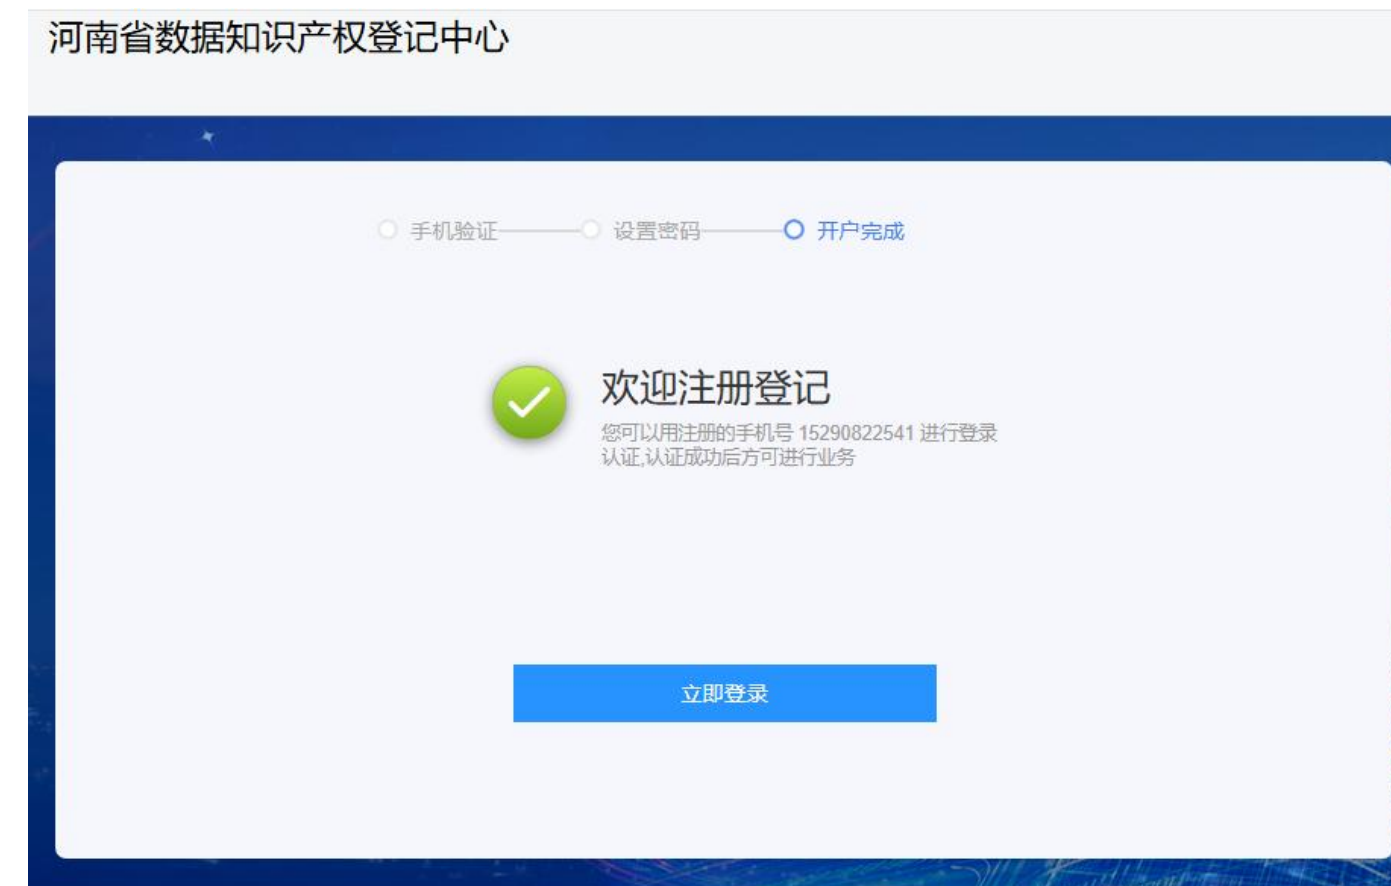 河南省数据知识产权登记中心
手机验证 设置密码 开户完成
欢迎注册登记
您可以用注册的手机号 15290822541 进行登录
认证,认证成功后方可进行业务
立即登录